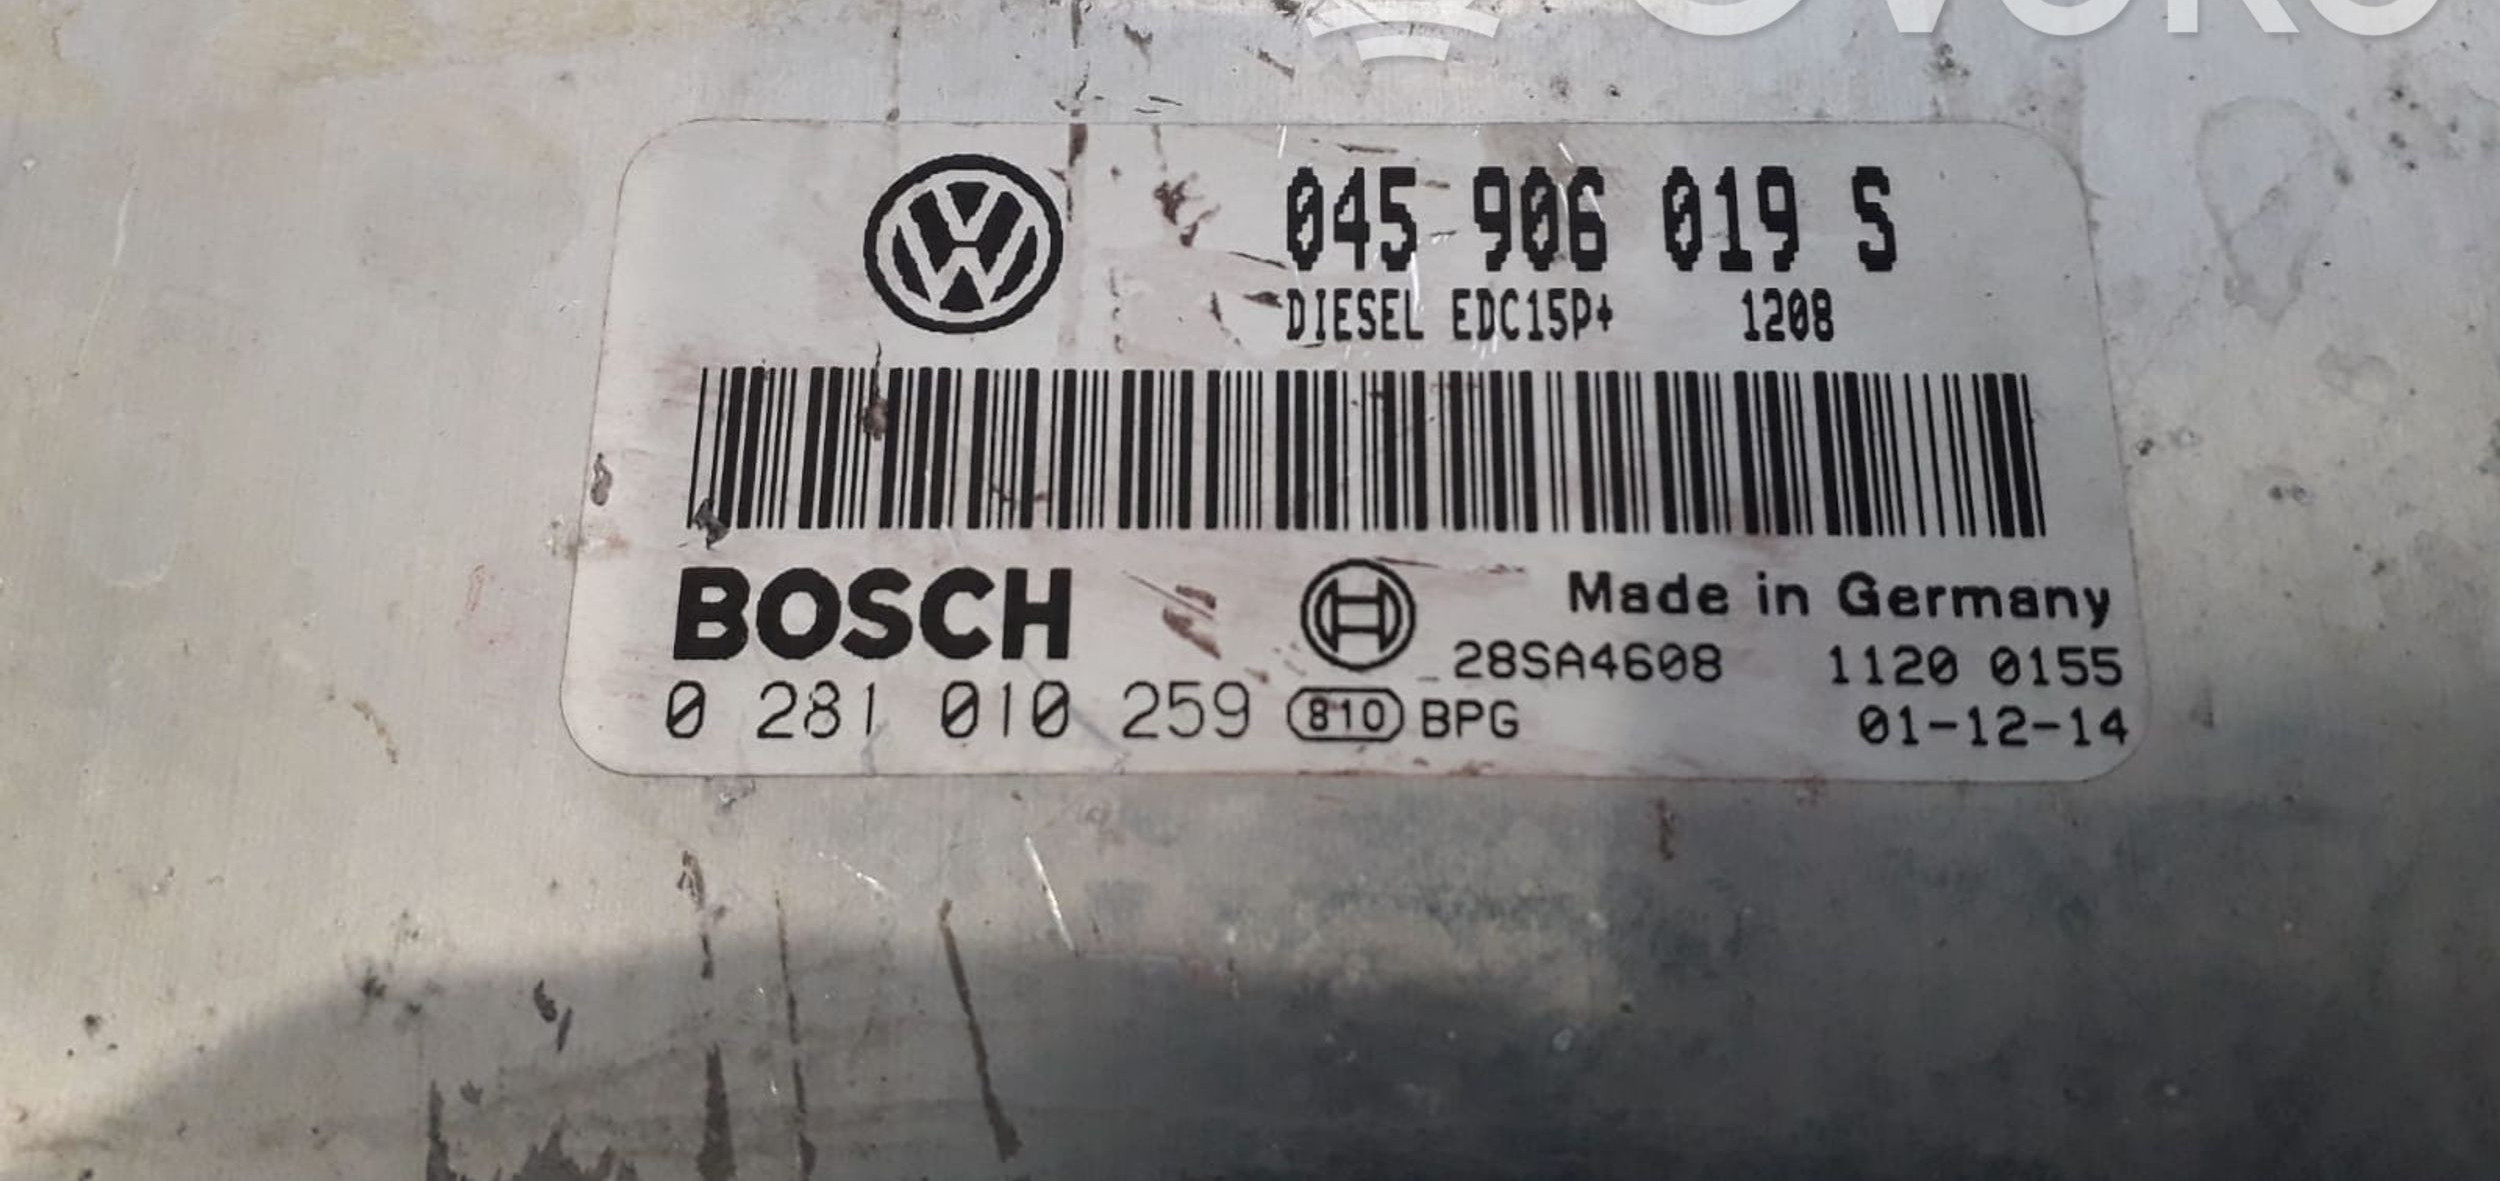 OVOKO
045 906 019 S
DIESEL EDC15P+ 1208
BOSCH
Made in Germany
28SA4608 1120 0155
0 281 010 259 810 BPG 01-12-14